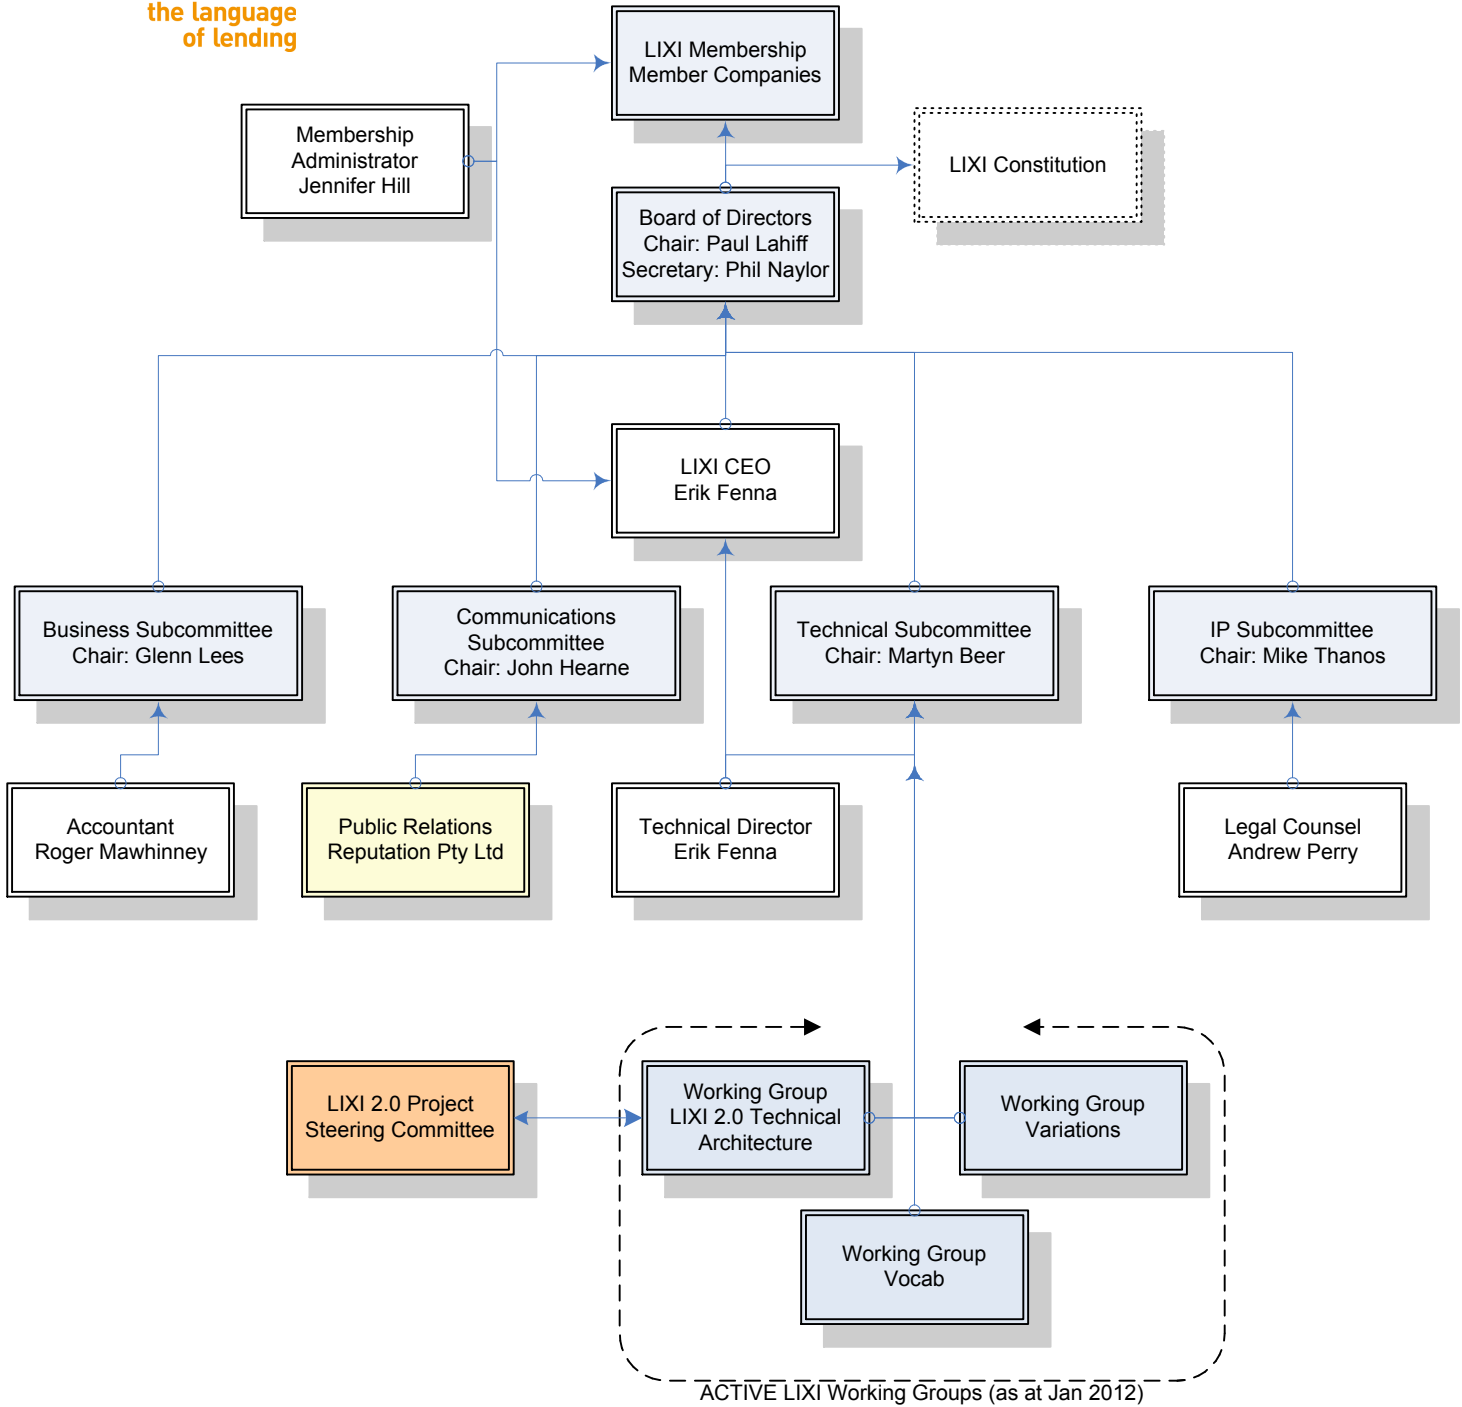 the language
of lending
LIXI Membership
Member Companies
Membership
Administrator
Jennifer Hill
LIXI Constitution
Board of Directors
Chair: Paul Lahiff
Secretary: Phil Naylor
LIXI CEO
Erik Fenna
Business Subcommittee
Chair: Glenn Lees
Communications
Subcommittee
Chair: John Hearne
Technical Subcommittee
Chair: Martyn Beer
IP Subcommittee
Chair: Mike Thanos
Accountant
Roger Mawhinney
Public Relations
Reputation Pty Ltd
Technical Director
Erik Fenna
Legal Counsel
Andrew Perry
LIXI 2.0 Project
Steering Committee
Working Group
LIXI 2.0 Technical
Architecture
Working Group
Variations
Working Group
Vocab
ACTIVE LIXI Working Groups (as at Jan 2012)